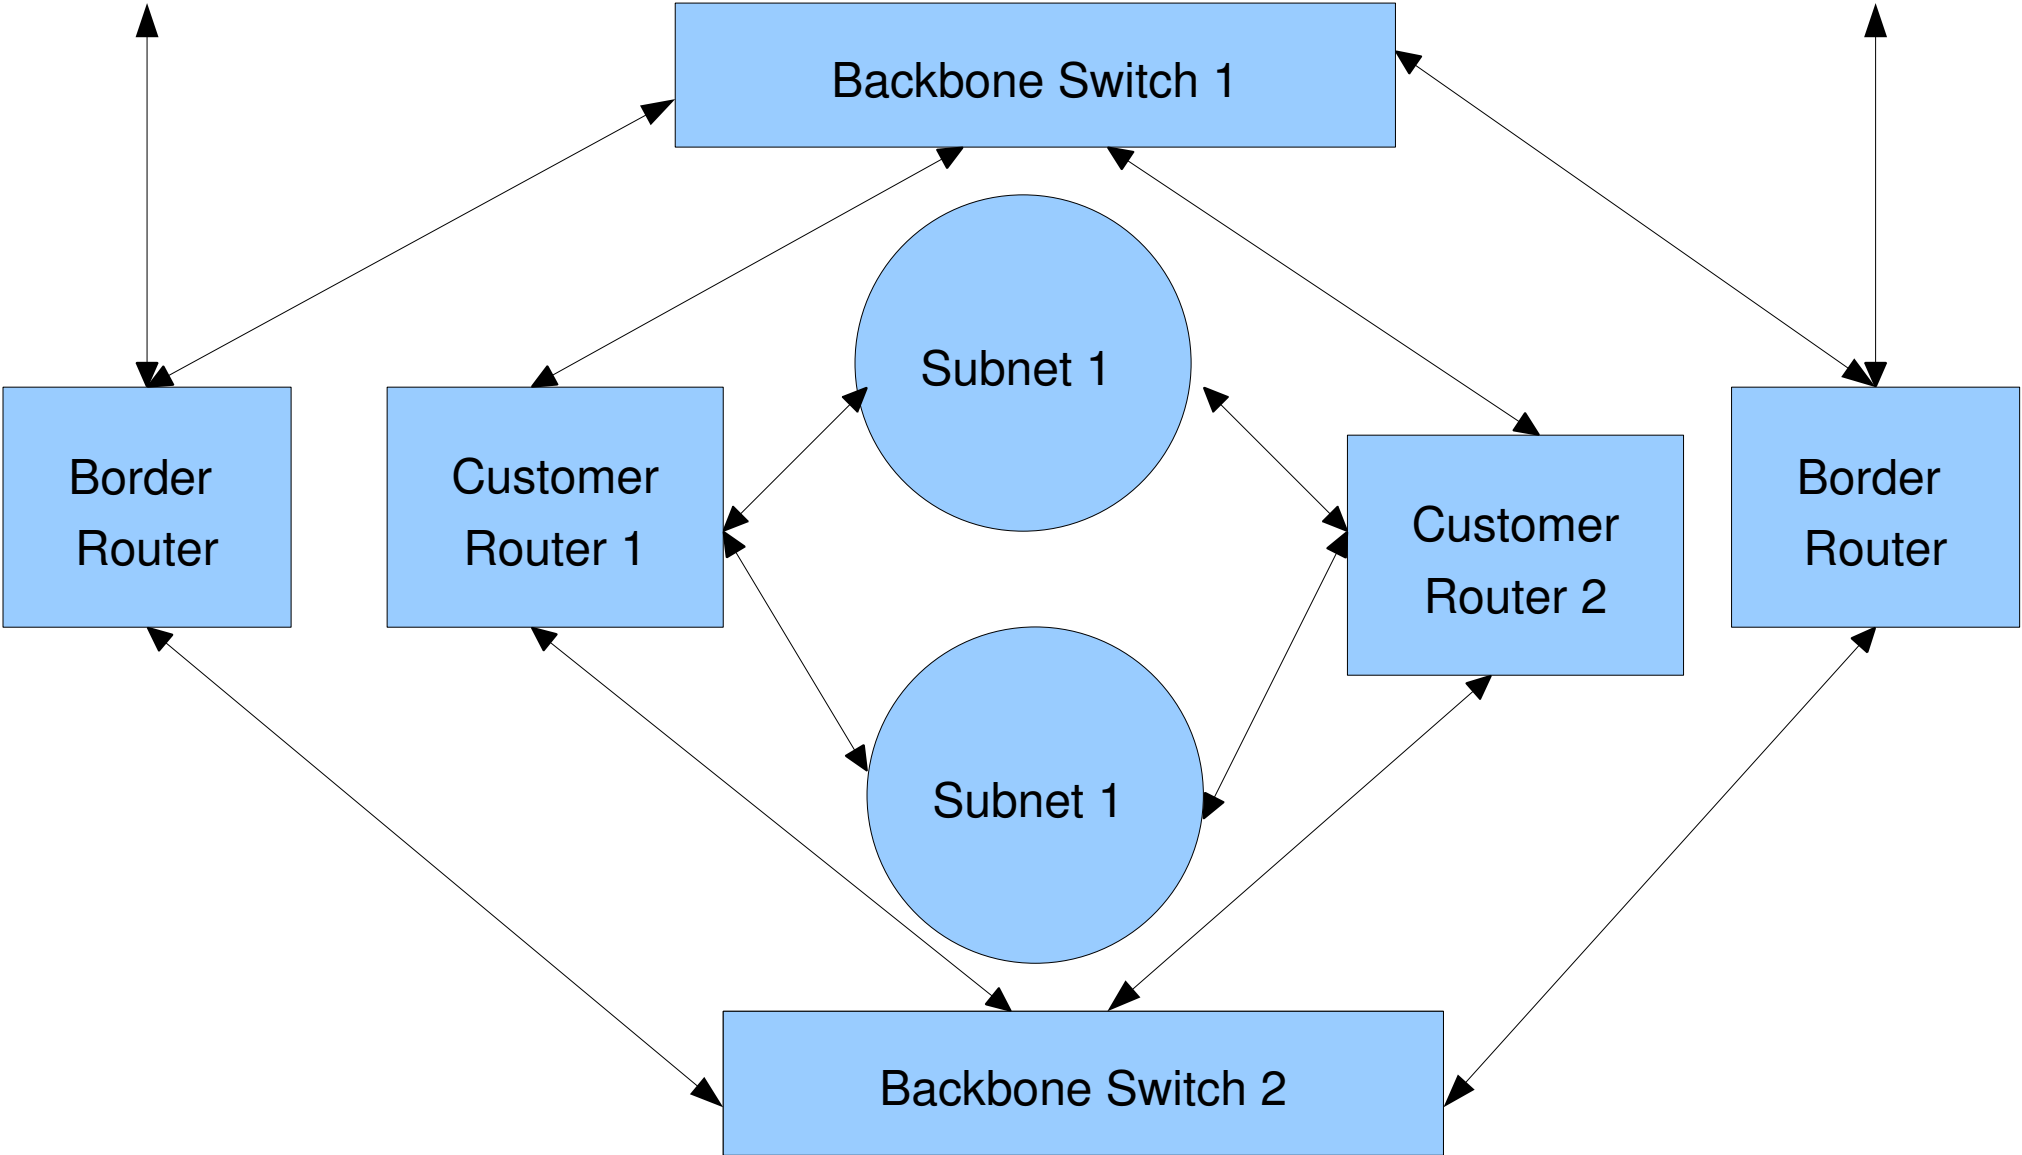 Backbone Switch 1
Subnet 1
Border
Router
Customer
Router 1
Customer
Router 2
Border
Router
Subnet 1
Backbone Switch 2